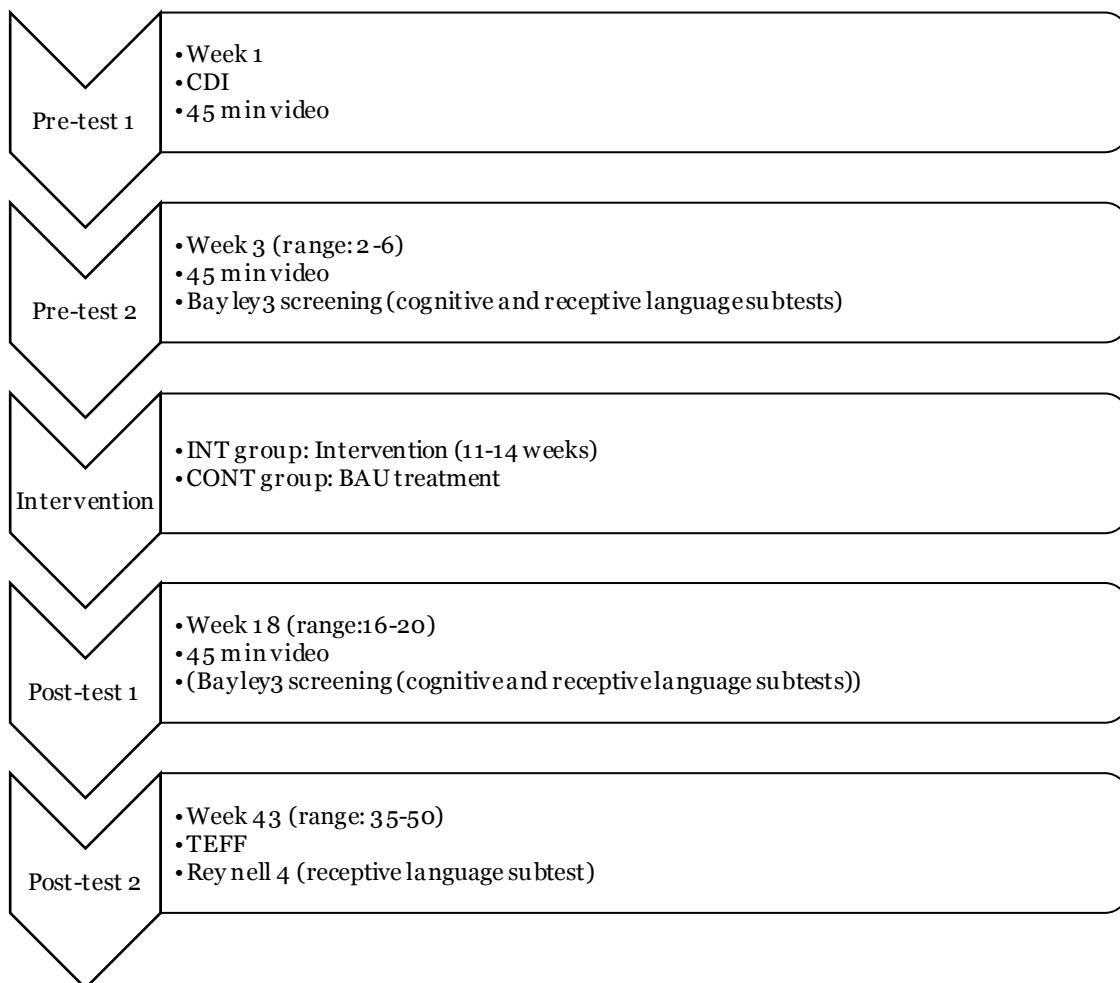 Pre-test 1
•Week 1
•CDI
•45 min video
Pre-test 2
•Week 3 (range: 2-6)
•45 min video
•Bayley3 screening (cognitive and receptive language subtests)
Intervention
•INT group: Intervention (11-14 weeks)
•CONT group: BAU treatment
Post-test 1
•Week 18 (range:16-20)
•45 min video
•(Bayley3 screening (cognitive and receptive language subtests))
Post-test 2
•Week 43 (range: 35-50)
•TEFF
•Reynell 4 (receptive language subtest)